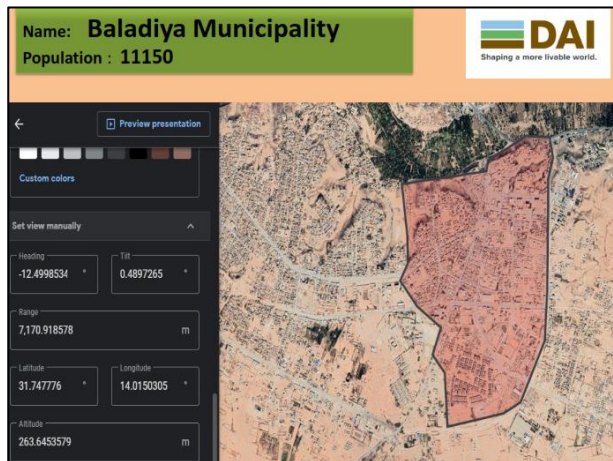 Name: Baladiya Municipality
Population : 11150
DAI
Shaping a more livable world.
Preview presentation
Custom colors
Set view manually
Heading
-12.4998534 °
Tilt
0.4897265 °
Range
7,170.918578 m
Latitude
31.747776 °
Longitude
14.0150305 °
Altitude
263.6453579 m